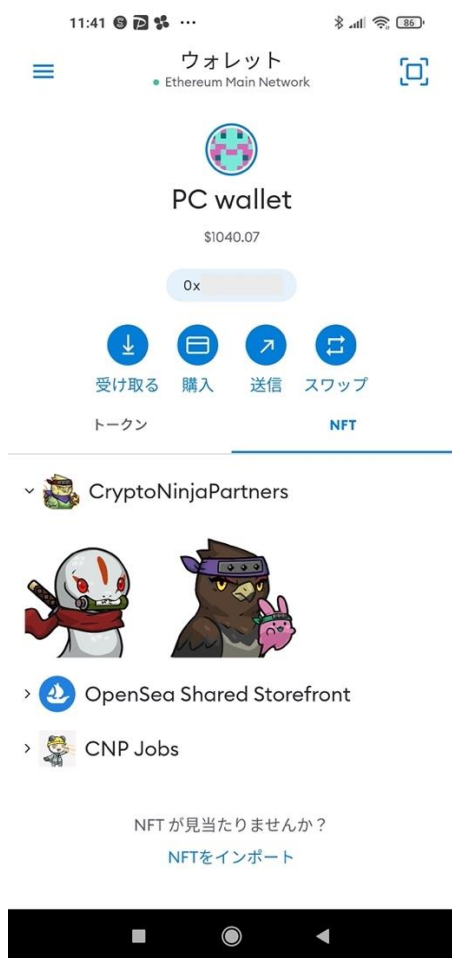 11:41
86
ウォレット
Ethereum Main Network
PC wallet
$1040.07
0x
受け取る 購入 送信 スワップ
トークン NFT
CryptoNinjaPartners
OpenSea Shared Storefront
CNP Jobs
NFT が見当たりませんか？
NFTをインポート